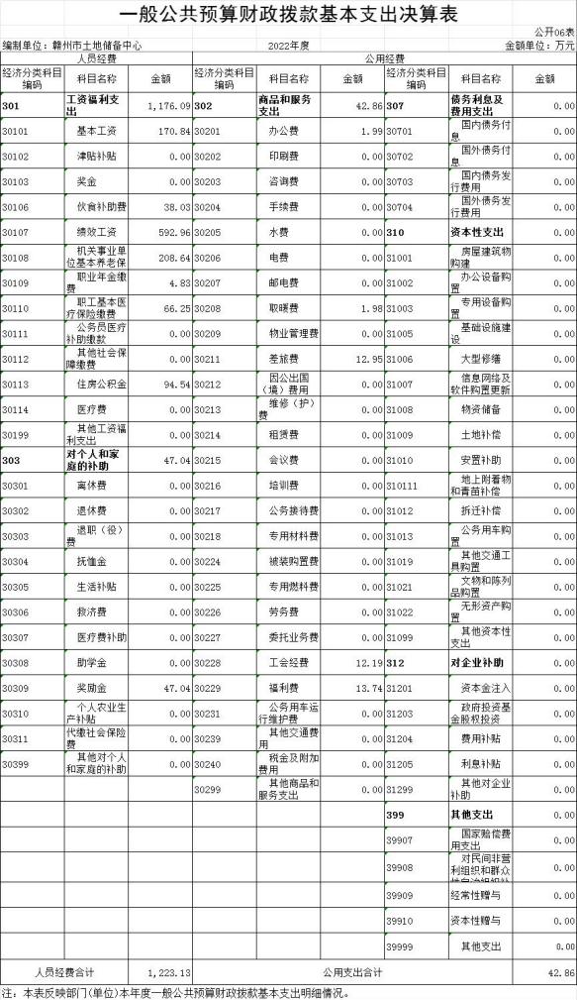 一般公共预算财政拨款基本支出决算表
公开06表
编制单位：赣州市土地储备中心 2022年度 金额单位：万元
人员经费 公用经费
经济分类科目编码 科目名称 金额 经济分类科目编码 科目名称 金额 经济分类科目编码 科目名称 金额
301 工资福利支出 1,176.09 302 商品和服务支出 42.86 307 债务利息及费用支出 0.00
30101 基本工资 170.84 30201 办公费 1.99 30701 国内债务付息 0.00
30102 津贴补贴 0.00 30202 印刷费 0.00 30702 国外债务付息 0.00
30103 奖金 0.00 30203 咨询费 0.00 30703 国内债务发行费用 0.00
30106 伙食补助费 38.03 30204 手续费 0.00 30704 国外债务发行费用 0.00
30107 绩效工资 592.96 30205 水费 0.00 310 资本性支出 0.00
30108 机关事业单位基本养老保 208.64 30206 电费 0.00 31001 房屋建筑物购建 0.00
30109 职业年金缴费 4.83 30207 邮电费 0.00 31002 办公设备购置 0.00
30110 职工基本医疗保险缴费 66.25 30208 取暖费 1.98 31003 专用设备购置 0.00
30111 公务员医疗补助缴款 0.00 30209 物业管理费 0.00 31005 基础设施建设 0.00
30112 其他社会保障缴费 0.00 30211 差旅费 12.95 31006 大型修缮 0.00
30113 住房公积金 94.54 30212 因公出国（境）费用 0.00 31007 信息网络及软件购置更新 0.00
30114 医疗费 0.00 30213 维修（护）费 0.00 31008 物资储备 0.00
30199 其他工资福利支出 0.00 30214 租赁费 0.00 31009 土地补偿 0.00
303 对个人和家庭的补助 47.04 30215 会议费 0.00 31010 安置补助 0.00
30301 离休费 0.00 30216 培训费 0.00 310111 地上附着物和青苗补偿 0.00
30302 退休费 0.00 30217 公务接待费 0.00 31012 拆迁补偿 0.00
30303 退职（役）费 0.00 30218 专用材料费 0.00 31013 公务用车购置 0.00
30304 抚恤金 0.00 30224 被装购置费 0.00 31019 其他交通工具购置 0.00
30305 生活补贴 0.00 30225 专用燃料费 0.00 31021 文物和陈列品购置 0.00
30306 救济费 0.00 30226 劳务费 0.00 31022 无形资产购置 0.00
30307 医疗费补助 0.00 30227 委托业务费 0.00 31099 其他资本性支出 0.00
30308 助学金 0.00 30228 工会经费 12.19 312 对企业补助 0.00
30309 奖励金 47.04 30229 福利费 13.74 31201 资本金注入 0.00
30310 个人农业生产补贴 0.00 30231 公务用车运行维护费 0.00 31203 政府投资基金股权投资 0.00
30311 代缴社会保险费 0.00 30239 其他交通费用 0.00 31204 费用补贴 0.00
30399 其他对个人和家庭的补助 0.00 30240 税金及附加费用 0.00 31205 利息补贴 0.00
30299 其他商品和服务支出 0.00 31299 其他对企业补助 0.00
399 其他支出 0.00
39907 国家赔偿费用支出 0.00
39908 对民间非营利组织和群众性自治组织补 0.00
39909 经常性赠与 0.00
39910 资本性赠与 0.00
39999 其他支出 0.00
人员经费合计 1,223.13 公用支出合计 42.86
注：本表反映部门(单位)本年度一般公共预算财政拨款基本支出明细情况。